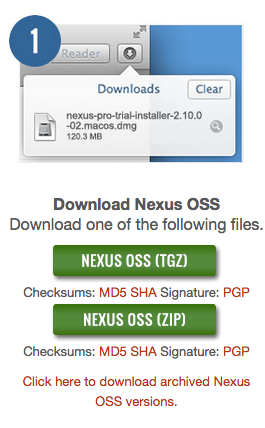 1
Reader
Downloads
Clear
nexus-pro-trial-installer-2.10.0
-02.macos.dmg
120.3 MB
Download Nexus OSS
Download one of the following files.
NEXUS OSS (TGZ)
Checksums: MD5 SHA Signature: PGP
NEXUS OSS (ZIP)
Checksums: MD5 SHA Signature: PGP
Click here to download archived Nexus
OSS versions.